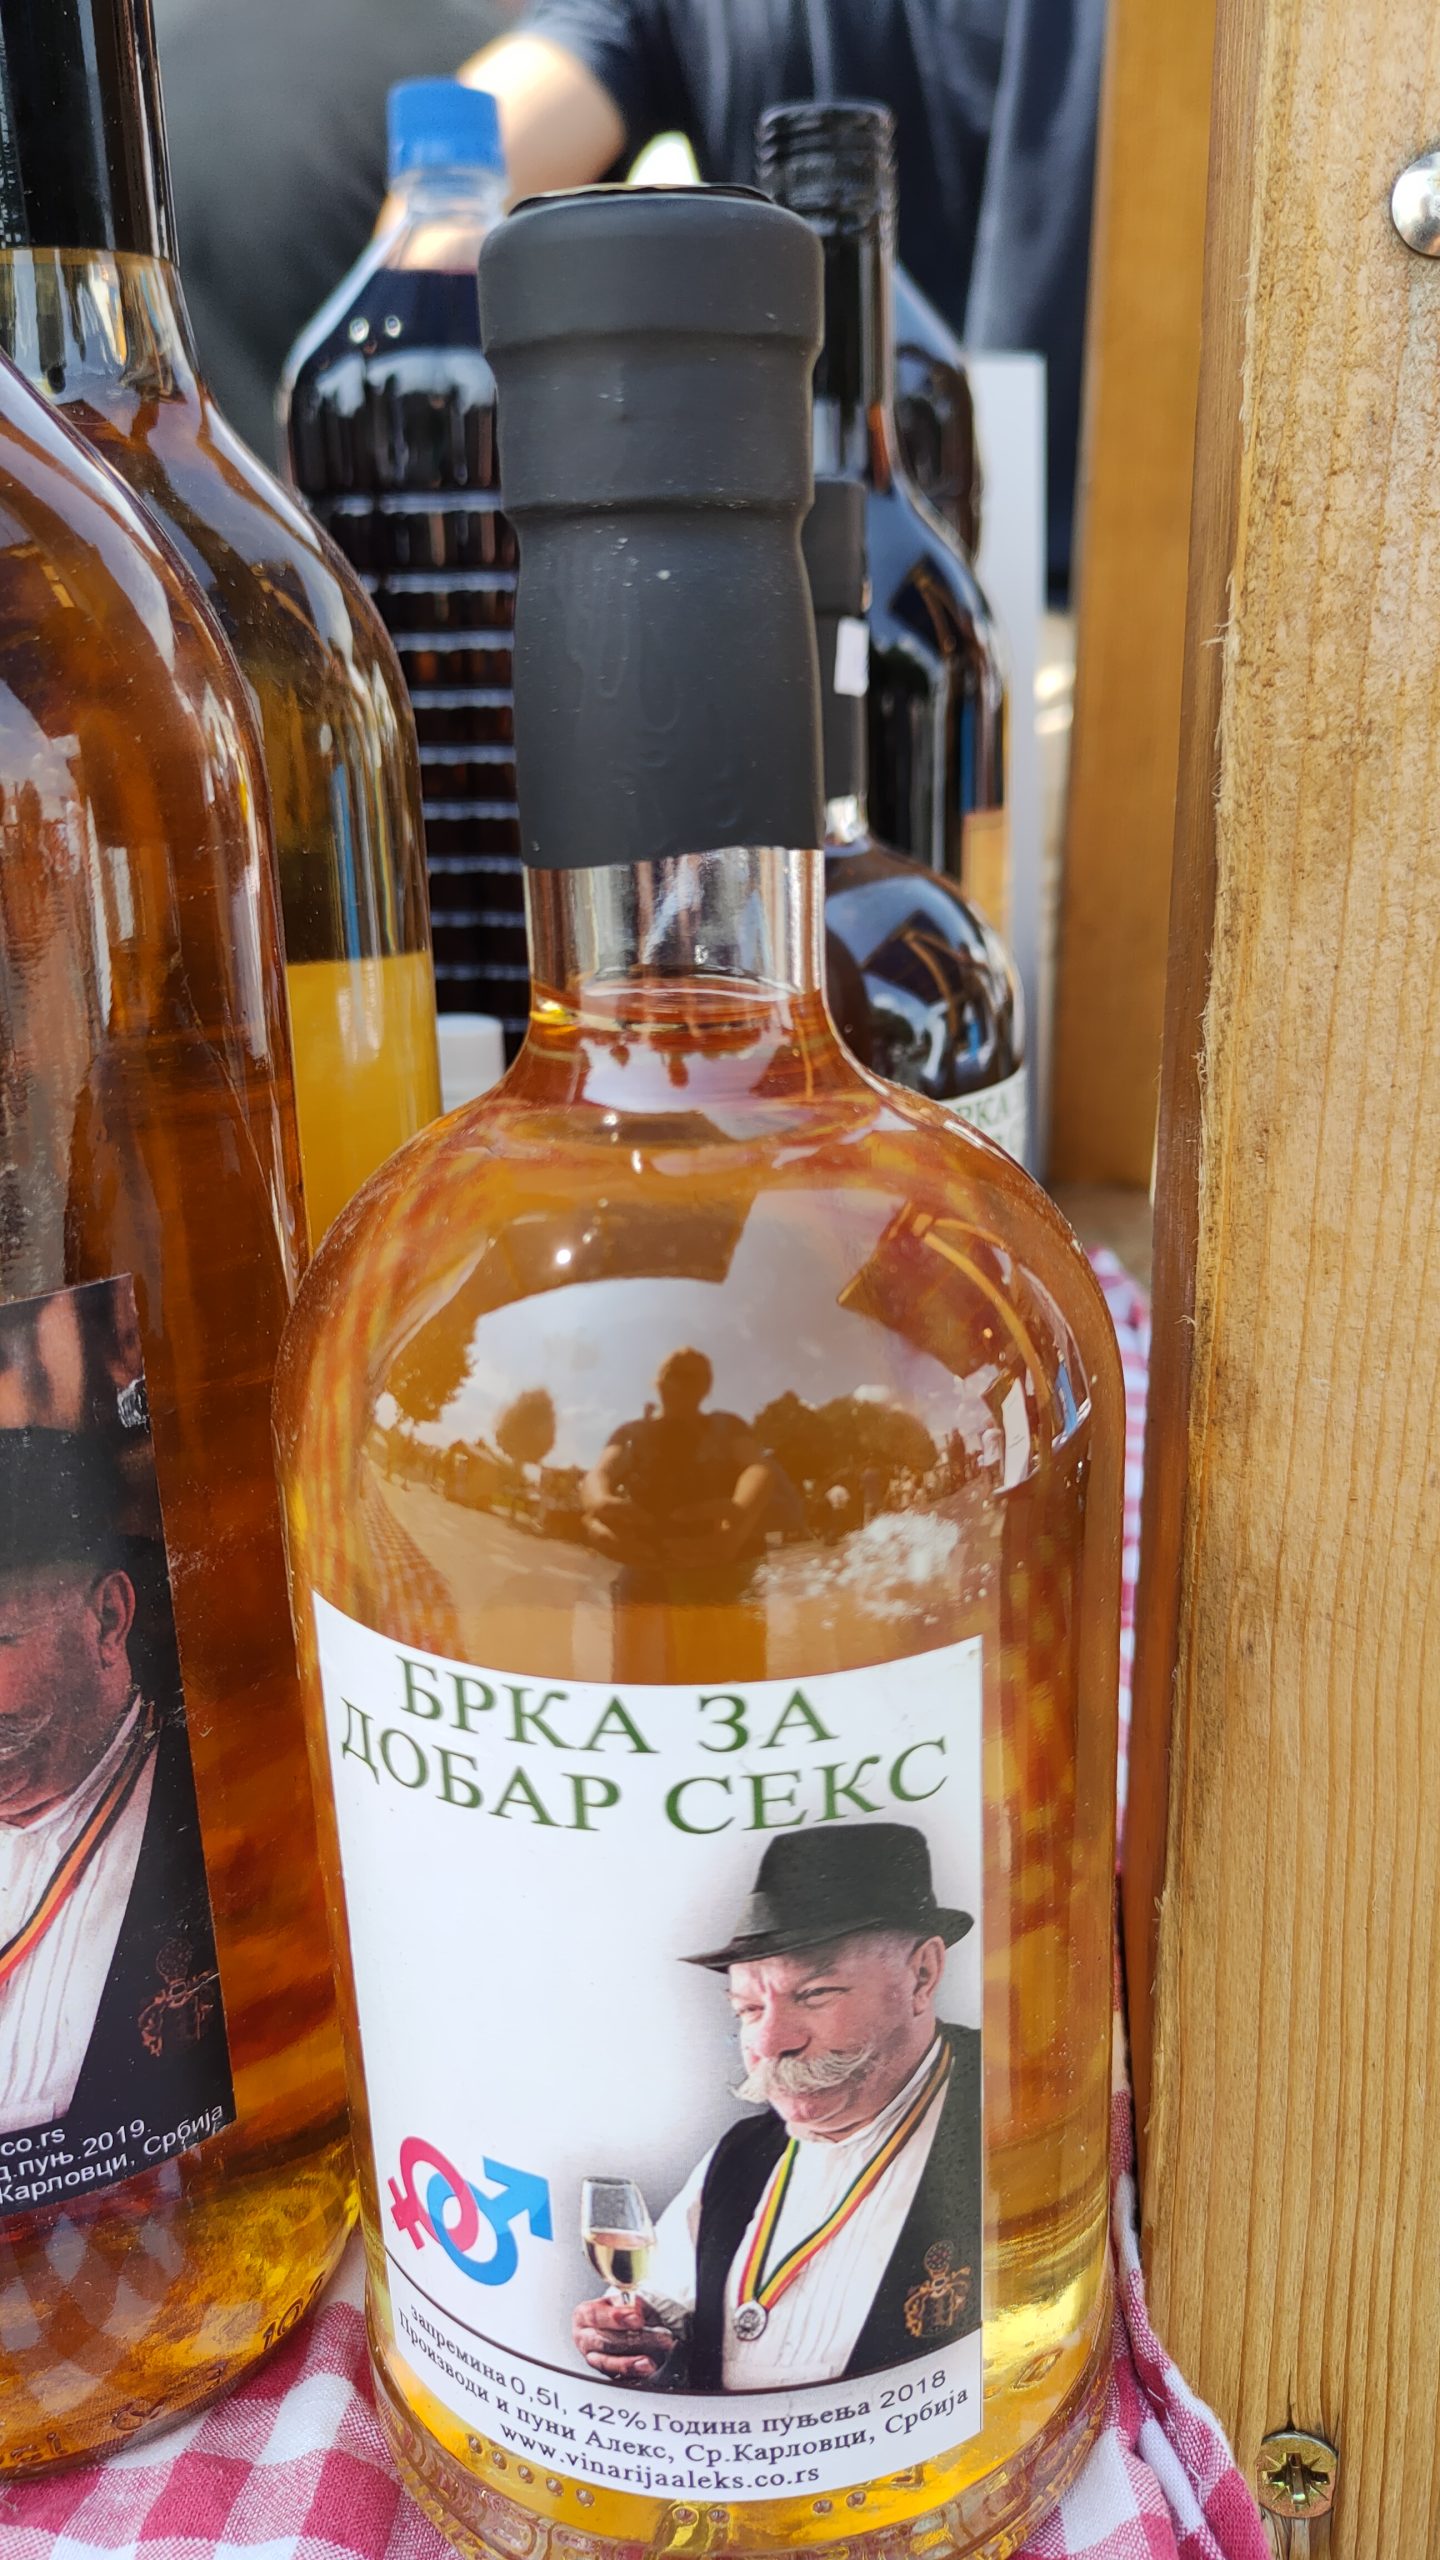 БРКА ЗА
ДОБАР СЕКС
запремина 0,5l, 42% Година пуњења 2018
Производи и пуни Алекс, Ср.Карловци, Србија
www.vinarijaaleks.co.rs
co.rs
пуњ.2019.
Карловци, Србија